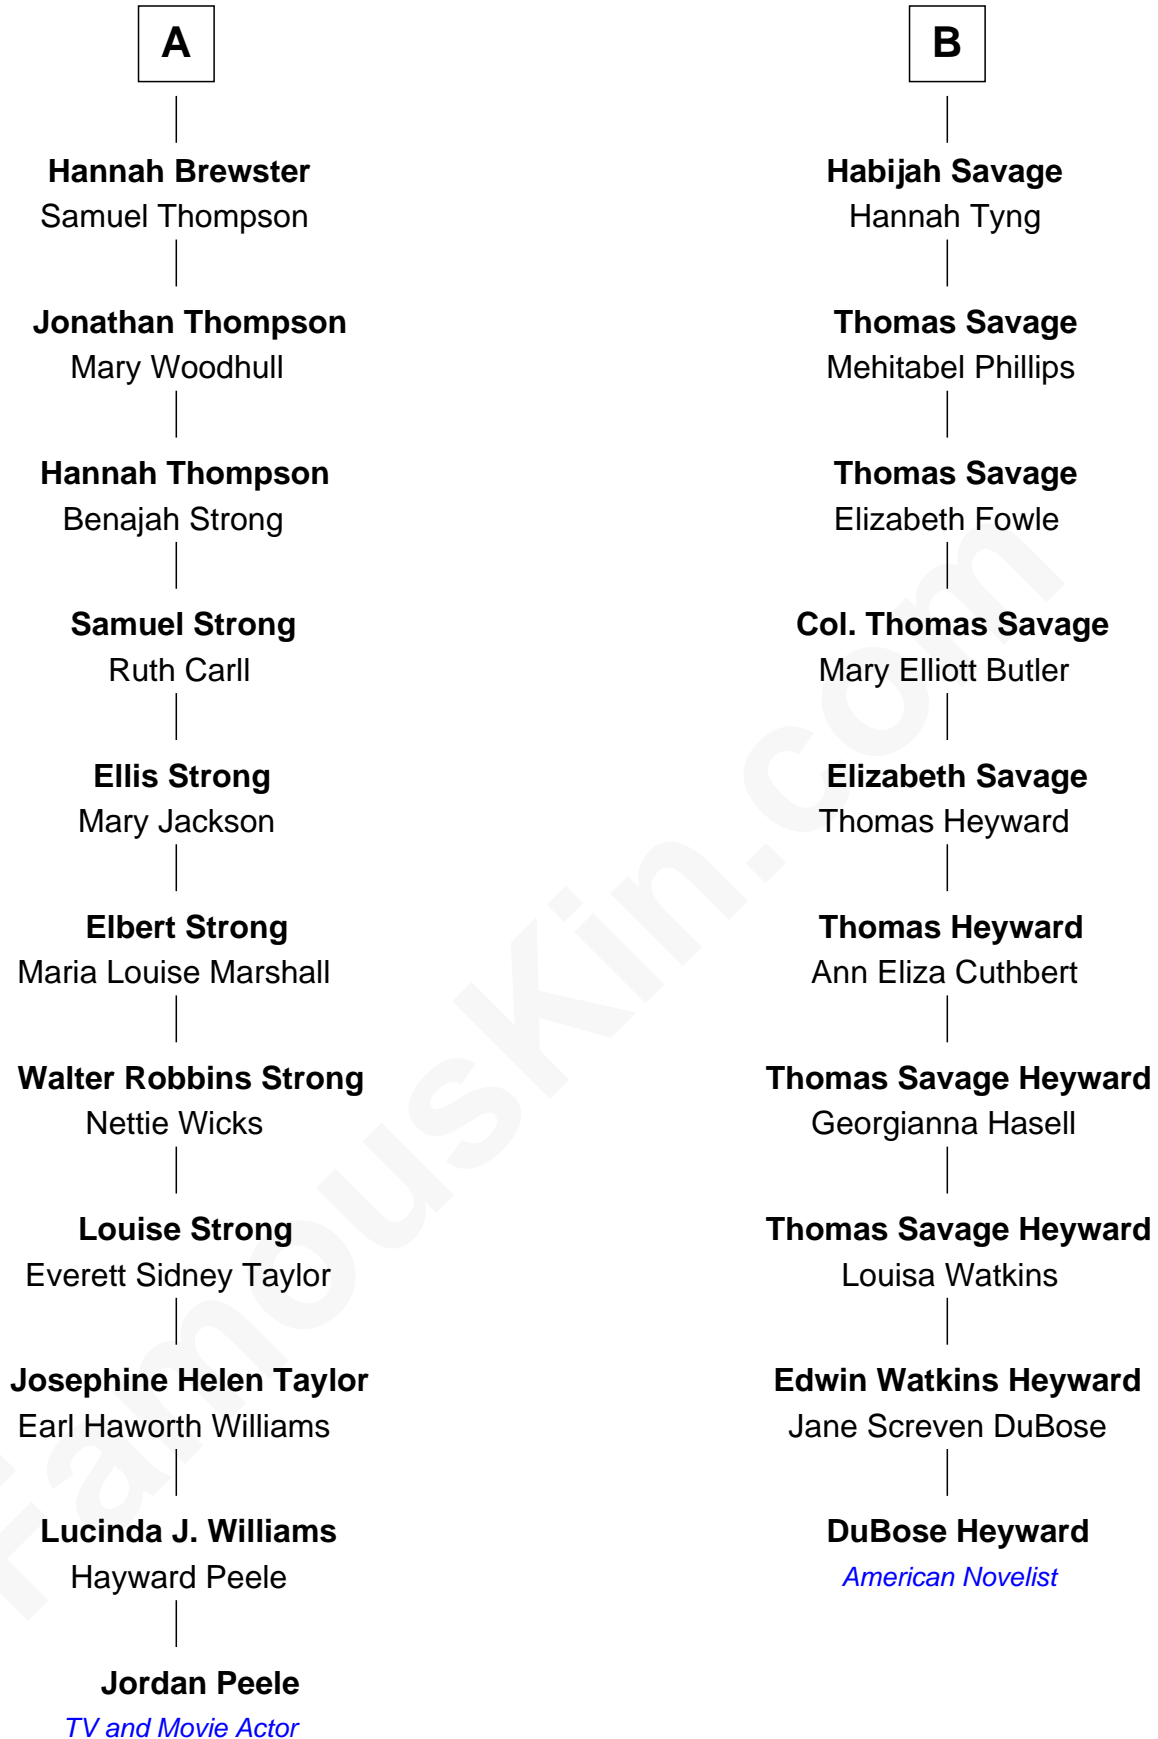 A
Hannah Brewster
Samuel Thompson
Jonathan Thompson
Mary Woodhull
Hannah Thompson
Benajah Strong
Samuel Strong
Ruth Carll
Ellis Strong
Mary Jackson
Elbert Strong
Maria Louise Marshall
Walter Robbins Strong
Nettie Wicks
Louise Strong
Everett Sidney Taylor
Josephine Helen Taylor
Earl Haworth Williams
Lucinda J. Williams
Hayward Peele
Jordan Peele
TV and Movie Actor
B
Habijah Savage
Hannah Tyng
Thomas Savage
Mehitabel Phillips
Thomas Savage
Elizabeth Fowle
Col. Thomas Savage
Mary Elliott Butler
Elizabeth Savage
Thomas Heyward
Thomas Heyward
Ann Eliza Cuthbert
Thomas Savage Heyward
Georgianna Hasell
Thomas Savage Heyward
Louisa Watkins
Edwin Watkins Heyward
Jane Screven DuBose
DuBose Heyward
American Novelist
FamousKin.com